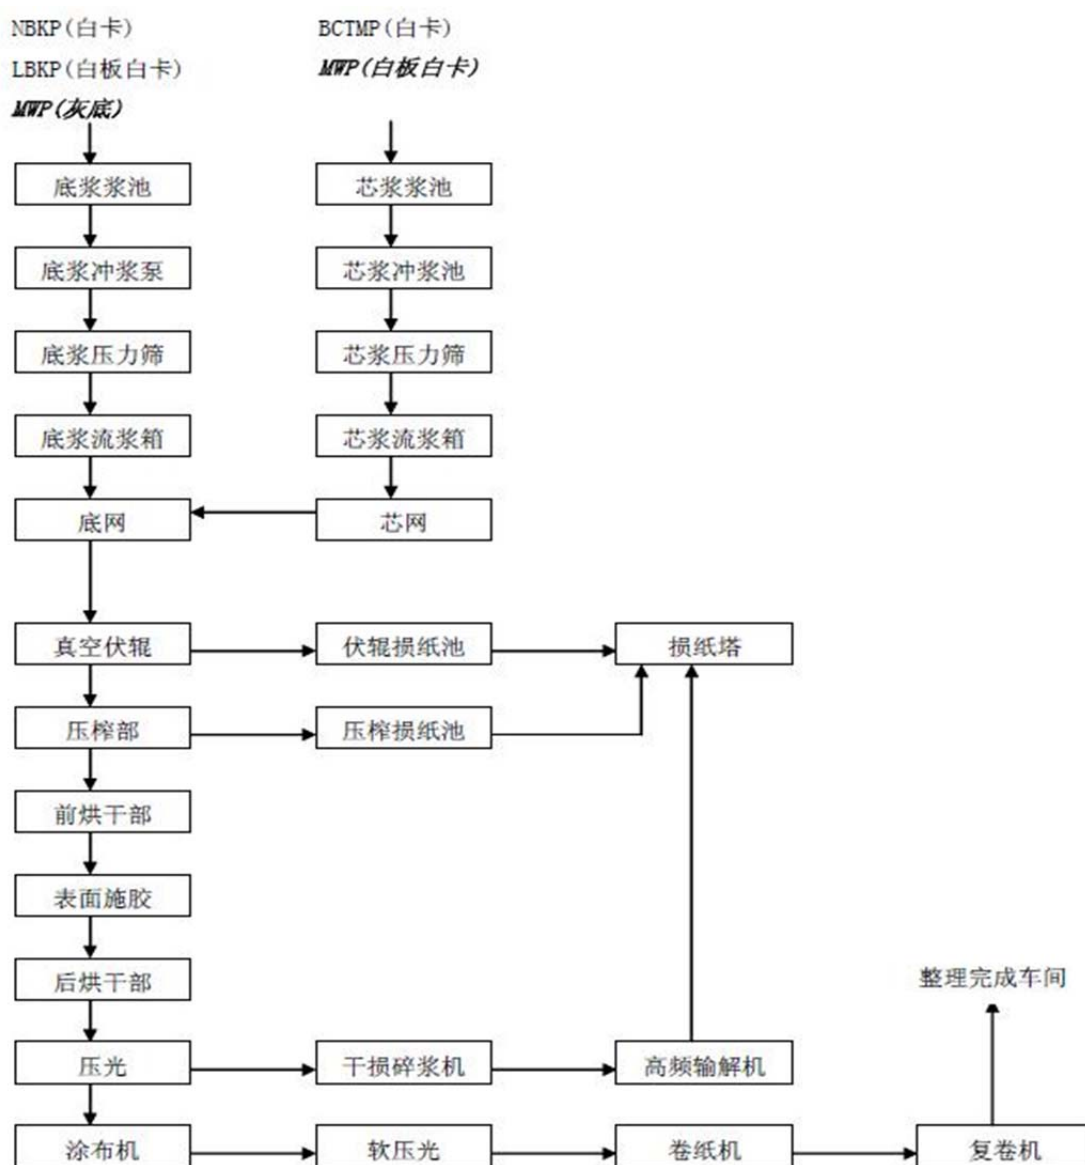 NBKP(白卡)
BCTMP(白卡)
LBKP(白板白卡)
MWP(白板白卡)
MWP(灰底)
底浆浆池
芯浆浆池
底浆冲浆泵
芯浆冲浆池
底浆压力筛
芯浆压力筛
底浆流浆箱
芯浆流浆箱
底网
芯网
真空伏辊
伏辊损纸池
损纸塔
压榨部
压榨损纸池
前烘干部
表面施胶
后烘干部
整理完成车间
压光
干损碎浆机
高频输解机
涂布机
软压光
卷纸机
复卷机